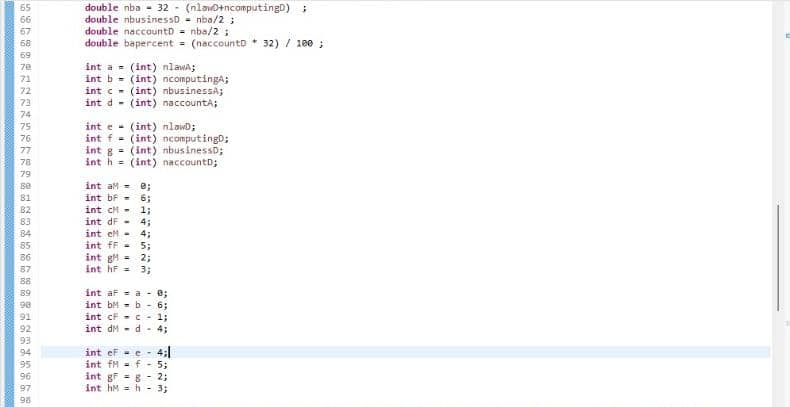 65 double nba = 32 - (nlawD+ncomputingD) ;
66 double nbusinessD = nba/2 ;
67 double naccountD = nba/2 ;
68 double bapercent = (naccountD * 32) / 100 ;
69
70 int a = (int) nlawA;
71 int b = (int) ncomputingA;
72 int c = (int) nbusinessA;
73 int d = (int) naccountA;
74
75 int e = (int) nlawD;
76 int f = (int) ncomputingD;
77 int g = (int) nbusinessD;
78 int h = (int) naccountD;
79
80 int aM = 0;
81 int bF = 6;
82 int cM = 1;
83 int dF = 4;
84 int eM = 4;
85 int fF = 5;
86 int gM = 2;
87 int hF = 3;
88
89 int aF = a - 0;
90 int bM = b - 6;
91 int cF = c - 1;
92 int dM = d - 4;
93
94 int eF = e - 4;
95 int fM = f - 5;
96 int gF = g - 2;
97 int hM = h - 3;
98